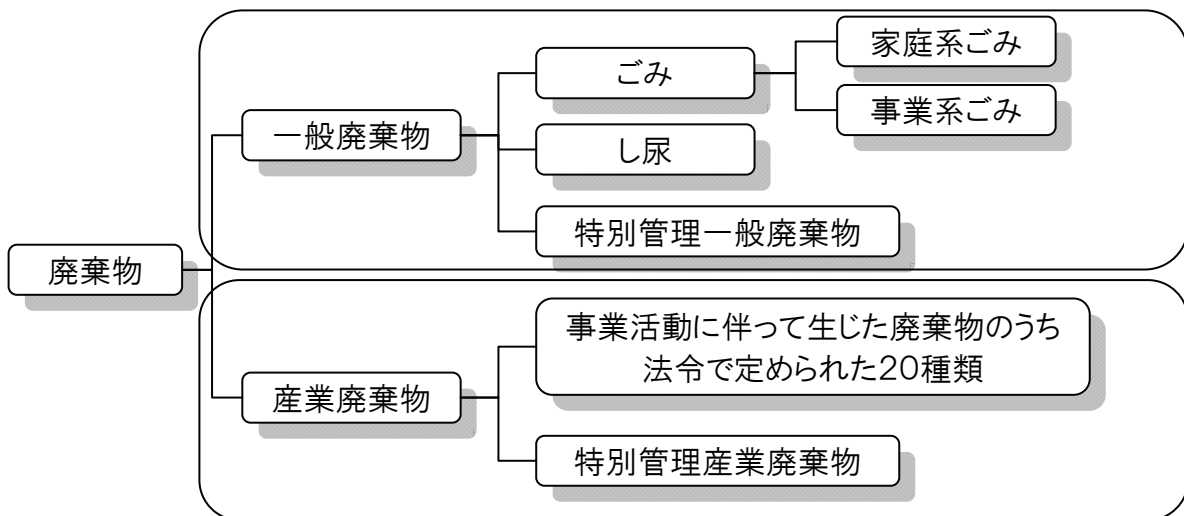 廃棄物
一般廃棄物
ごみ
家庭系ごみ
事業系ごみ
し尿
特別管理一般廃棄物
産業廃棄物
事業活動に伴って生じた廃棄物のうち
法令で定められた20種類
特別管理産業廃棄物